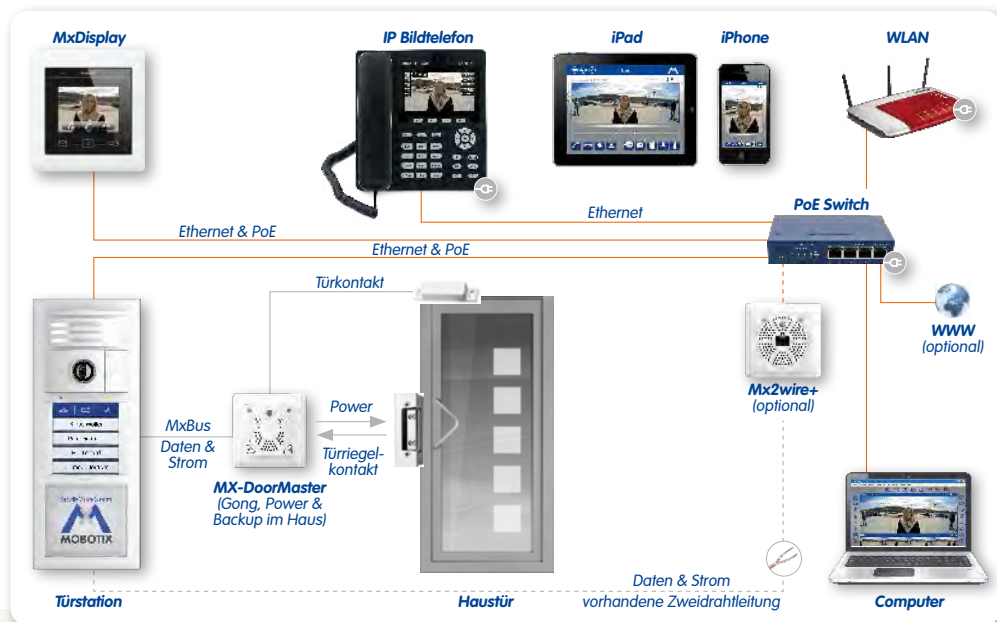 MxDisplay
IP Bildtelefon
iPad
iPhone
WLAN
PoE Switch
Ethernet
Ethernet & PoE
Ethernet & PoE
Türkontakt
WWW
(optional)
Mx2wire+
(optional)
MxBus
Daten &
Strom
Power
Türriegel-
kontakt
MX-DoorMaster
(Gong, Power &
Backup im Haus)
MOBOTIX
Daten & Strom
vorhandene Zweidrahtleitung
Türstation
Haustür
Computer